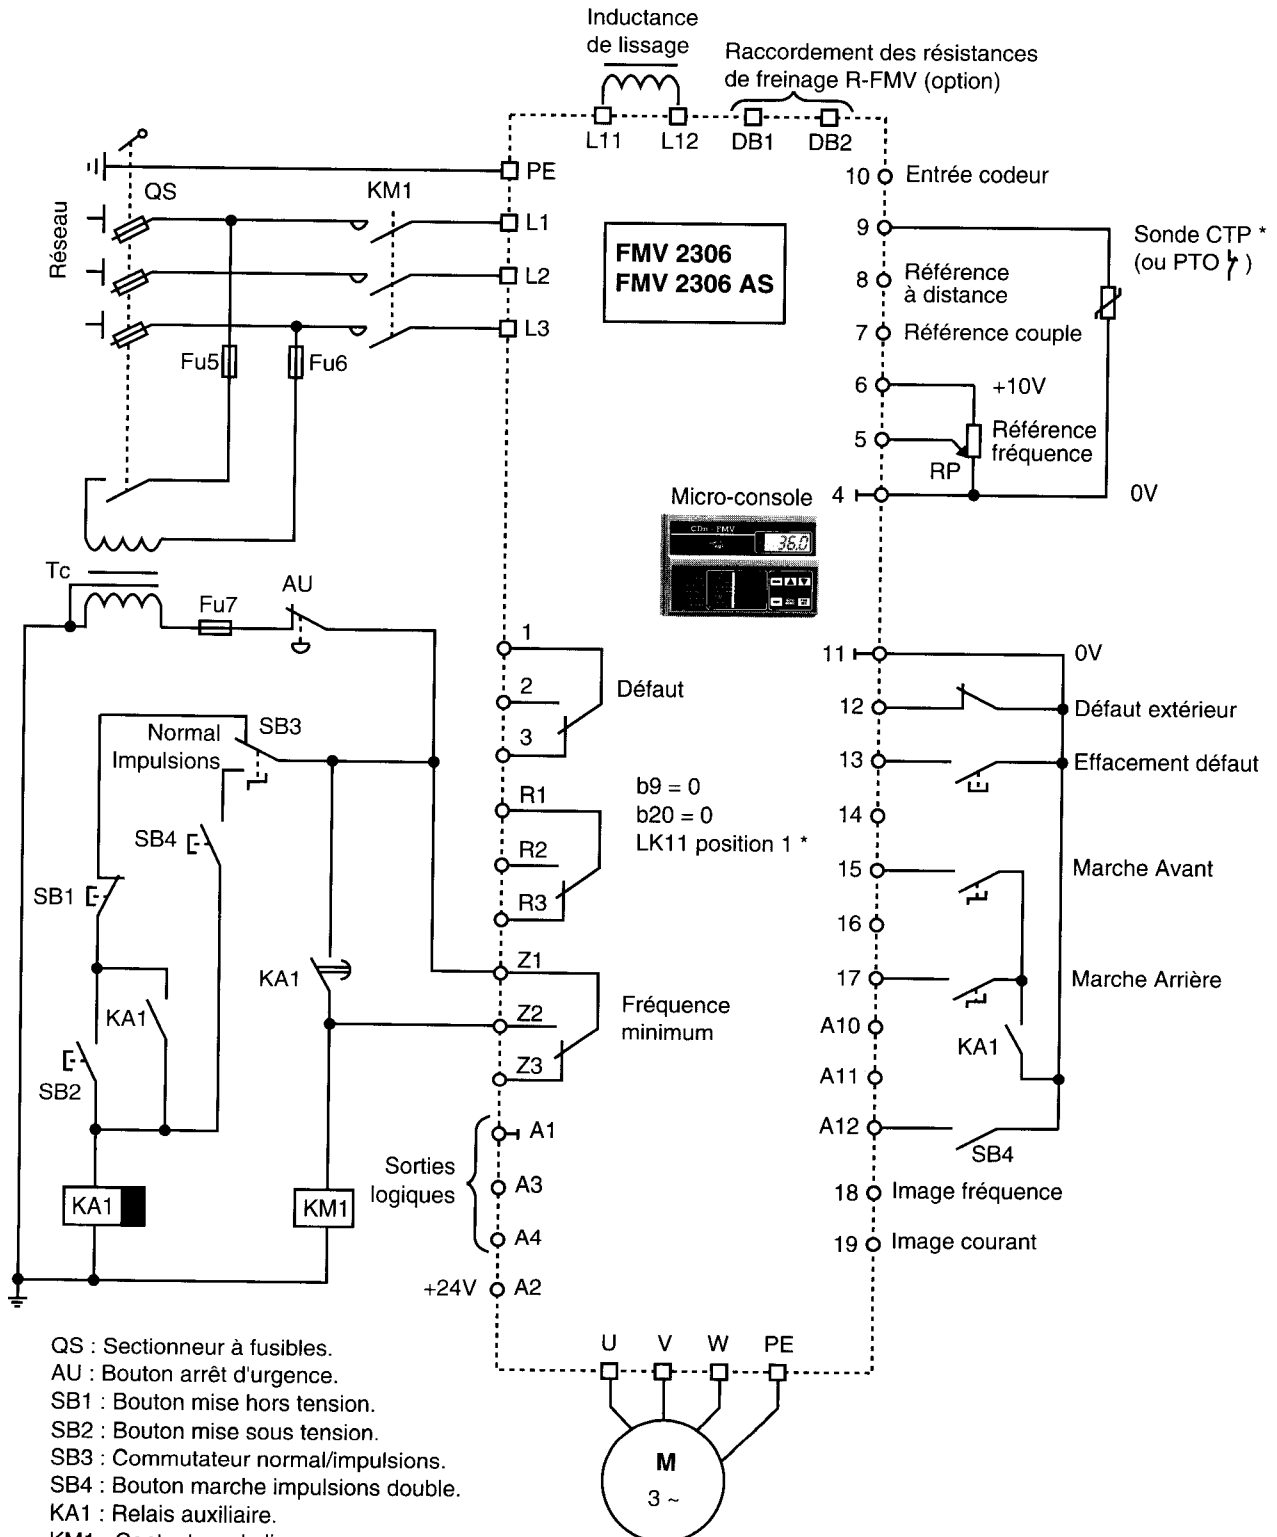 Inductance
de lissage
Raccordement des résistances
de freinage R-FMV (option)
L11
L12
DB1
DB2
PE
QS
KM1
Réseau
L1
L2
L3
Fu5
Fu6
FMV 2306
FMV 2306 AS
10 Entrée codeur
9
Sonde CTP *
(ou PTO )
8 Référence
à distance
7 Référence couple
6 +10V
5 Référence
fréquence
RP
Micro-console
4 0V
CDn - FMV
36.0
Tc
Fu7
AU
1
2
3
Défaut
11 0V
12 Défaut extérieur
13 Effacement défaut
14
15 Marche Avant
16
17 Marche Arrière
KA1
A10
A11
A12
SB4
18 Image fréquence
19 Image courant
Normal
Impulsions
SB3
SB4
SB1
KA1
SB2
KA1
KA1
KM1
R1
R2
R3
b9 = 0
b20 = 0
LK11 position 1 *
Z1
Z2
Z3
Fréquence
minimum
Sorties
logiques
A1
A3
A4
+24V A2
U V W PE
M
3 ~
QS : Sectionneur à fusibles.
AU : Bouton arrêt d'urgence.
SB1 : Bouton mise hors tension.
SB2 : Bouton mise sous tension.
SB3 : Commutateur normal/impulsions.
SB4 : Bouton marche impulsions double.
KA1 : Relais auxiliaire.